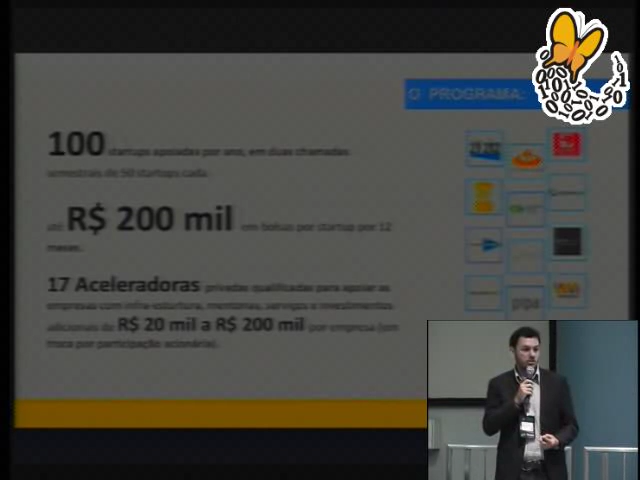 O PROGRAMA:
100 startups apoiadas por ano, em duas chamadas
semestrais de 50 startups cada.
até R$ 200 mil em bolsas por startup por 12
meses.
17 Aceleradoras privadas qualificadas para apoiar as
empresas com infra-estrutura, mentorias, serviços e investimentos
adicionais de R$ 20 mil a R$ 200 mil por empresa (em
troca por participação acionária).
pipa